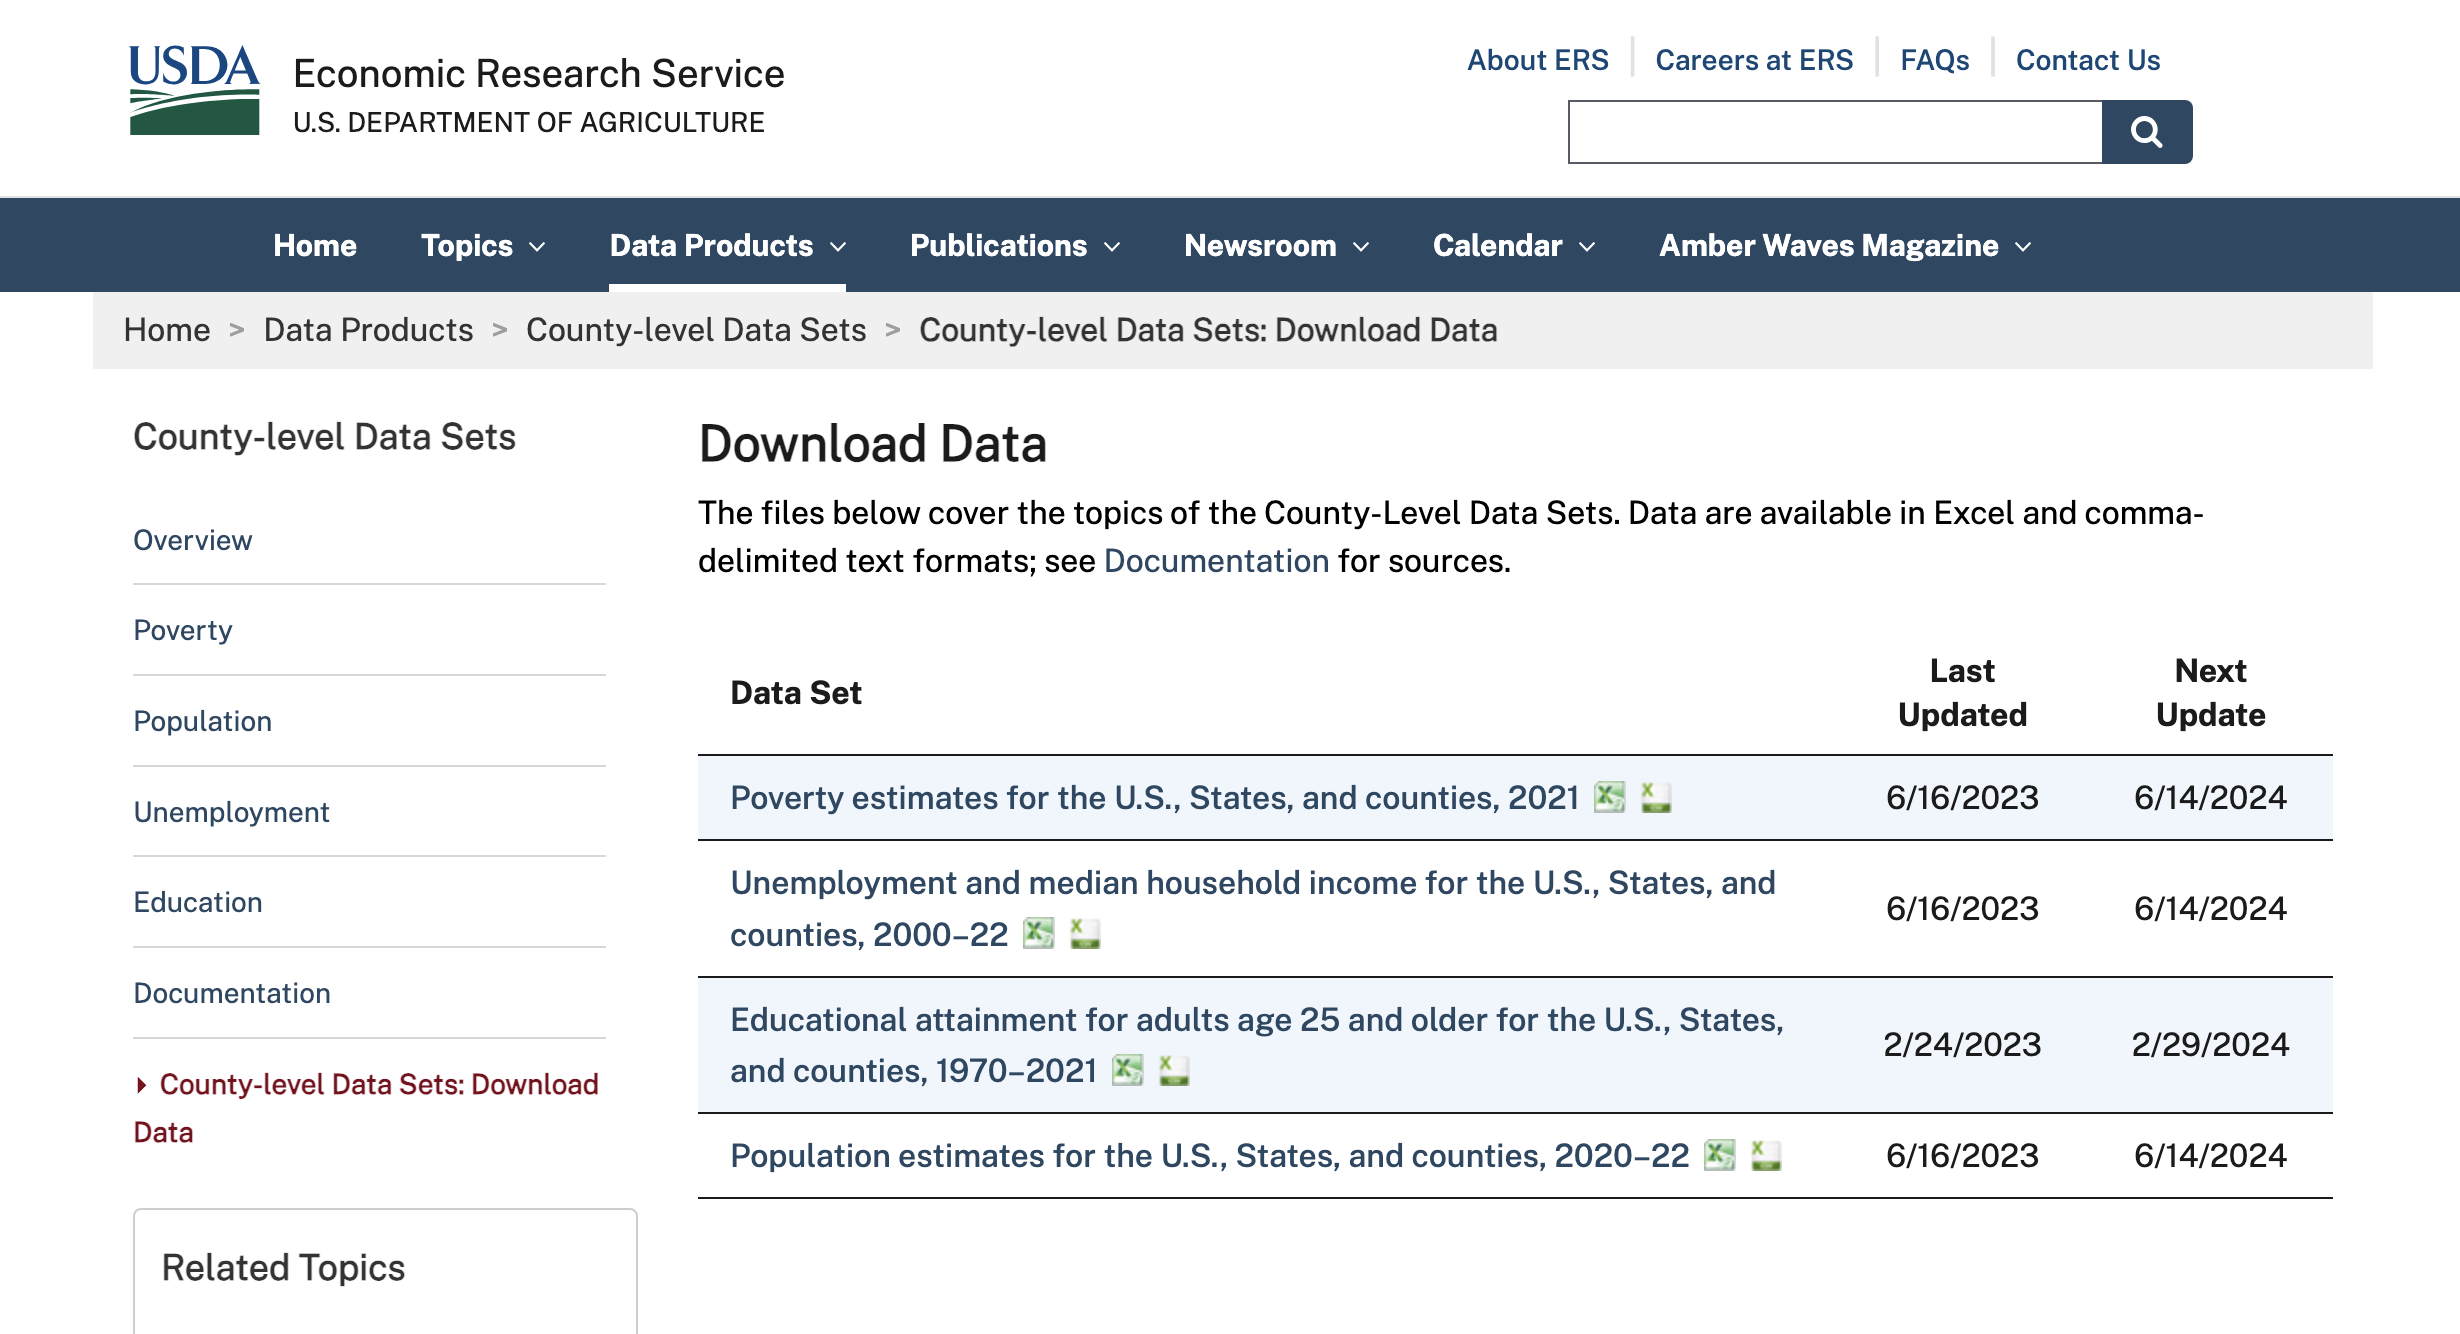 USDA
Economic Research Service
U.S. DEPARTMENT OF AGRICULTURE
About ERS
Careers at ERS
FAQs
Contact Us
Home
Topics
Data Products
Publications
Newsroom
Calendar
Amber Waves Magazine
Home > Data Products > County-level Data Sets > County-level Data Sets: Download Data
County-level Data Sets
Overview
Poverty
Population
Unemployment
Education
Documentation
County-level Data Sets: Download
Data
Related Topics
Download Data
The files below cover the topics of the County-Level Data Sets. Data are available in Excel and comma-
delimited text formats; see Documentation for sources.
Data Set
Last
Updated
Next
Update
Poverty estimates for the U.S., States, and counties, 2021
6/16/2023
6/14/2024
Unemployment and median household income for the U.S., States, and
counties, 2000–22
6/16/2023
6/14/2024
Educational attainment for adults age 25 and older for the U.S., States,
and counties, 1970–2021
2/24/2023
2/29/2024
Population estimates for the U.S., States, and counties, 2020–22
6/16/2023
6/14/2024